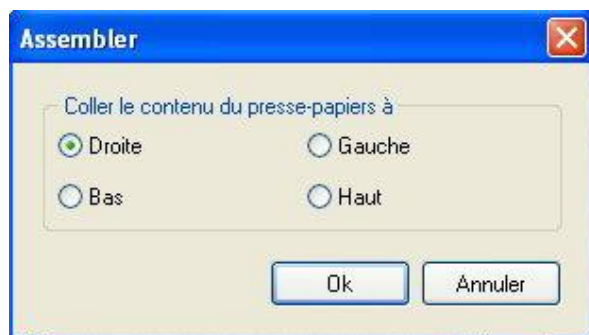 Assembler
Coller le contenu du presse-papiers à
Droite Gauche
Bas Haut
Ok Annuler